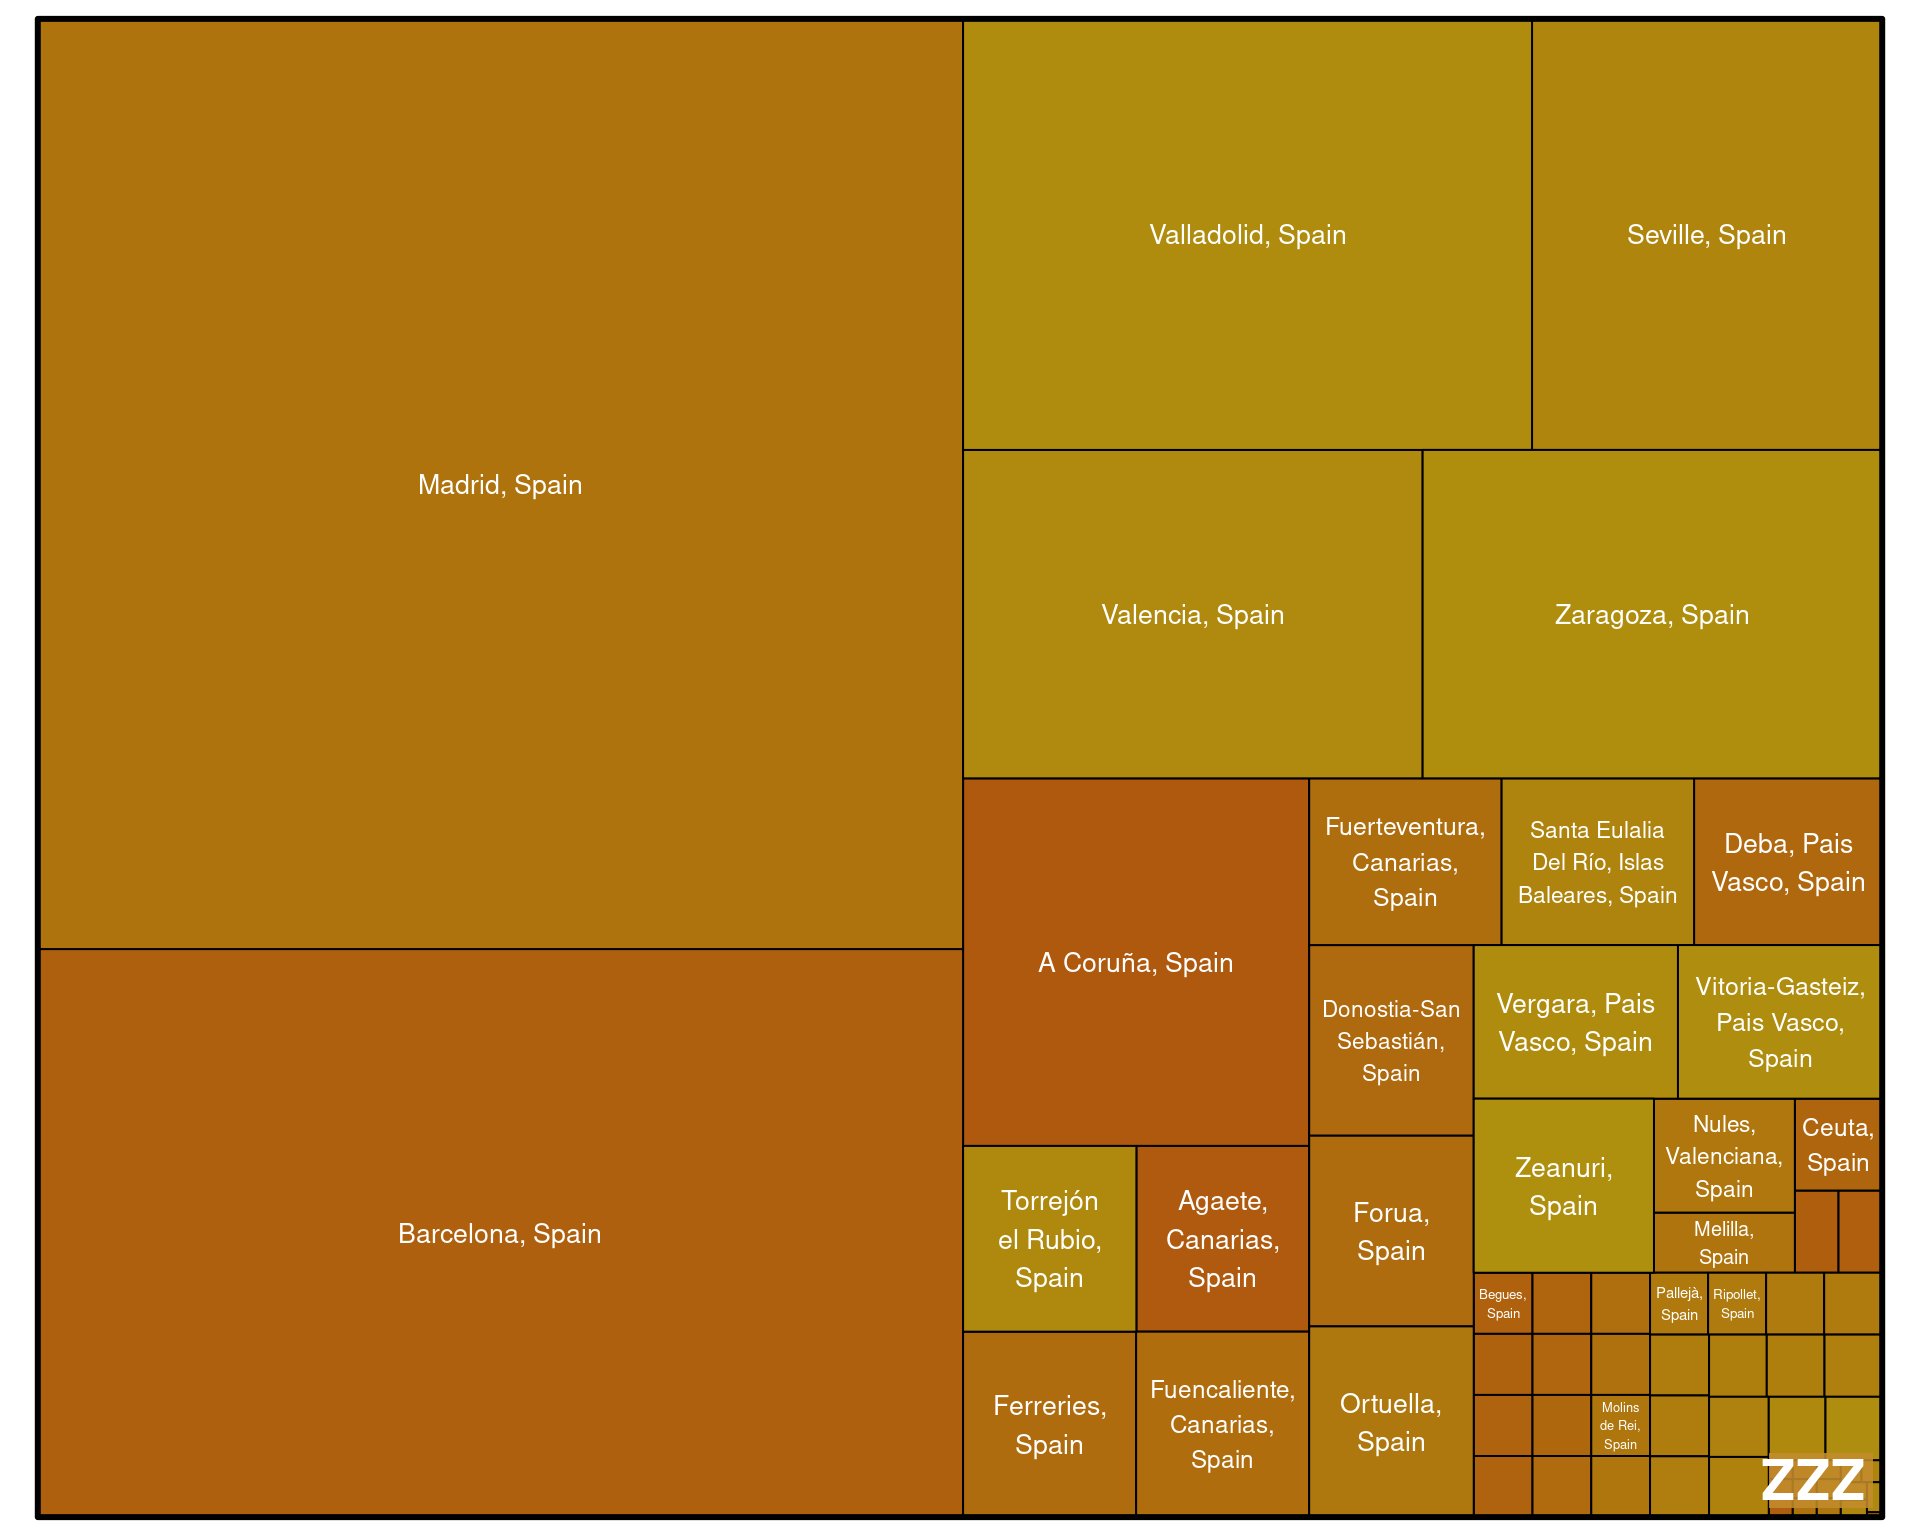 Madrid, Spain
Barcelona, Spain
Valladolid, Spain
Seville, Spain
Valencia, Spain
Zaragoza, Spain
A Coruña, Spain
Fuerteventura,
Canarias,
Spain
Santa Eulalia
Del Río, Islas
Baleares, Spain
Deba, Pais
Vasco, Spain
Donostia-San
Sebastián,
Spain
Vergara, Pais
Vasco, Spain
Vitoria-Gasteiz,
Pais Vasco,
Spain
Torrejón
el Rubio,
Spain
Agaete,
Canarias,
Spain
Forua,
Spain
Zeanuri,
Spain
Nules,
Valenciana,
Spain
Ceuta,
Spain
Melilla,
Spain
Ferreries,
Spain
Fuencaliente,
Canarias,
Spain
Ortuella,
Spain
Begues,
Spain
Pallejà,
Spain
Ripollet,
Spain
Molins
de Rei,
Spain
ZZZ